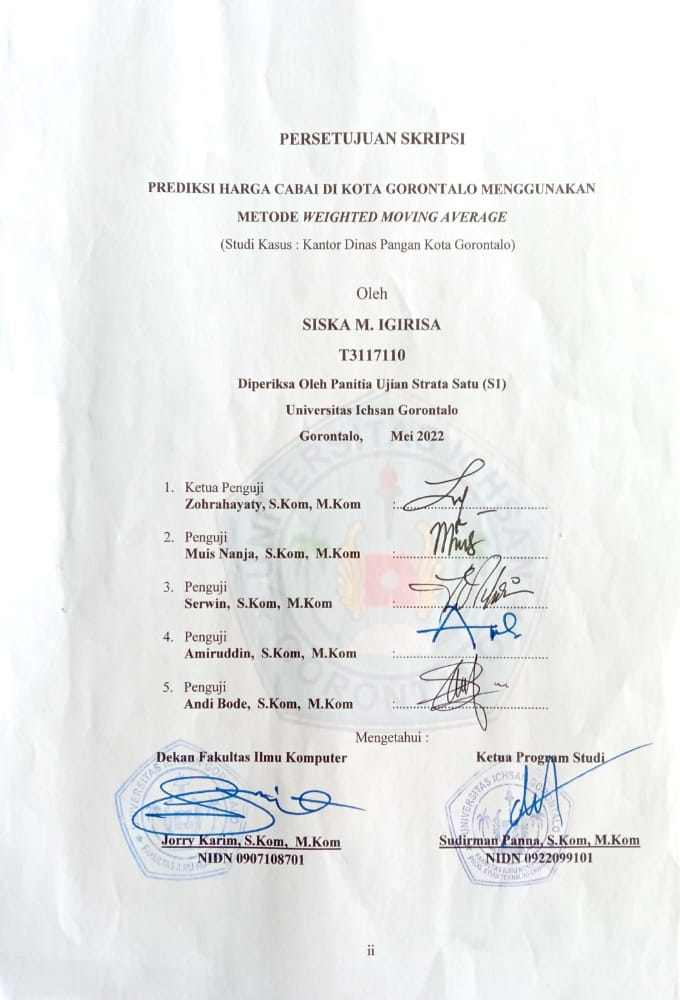 PERSETUJUAN SKRIPSI
PREDIKSI HARGA CABAI DI KOTA GORONTALO MENGGUNAKAN
METODE WEIGHTED MOVING AVERAGE
(Studi Kasus : Kantor Dinas Pangan Kota Gorontalo)
Oleh
SISKA M. IGIRISA
T3117110
Diperiksa Oleh Panitia Ujian Strata Satu (S1)
Universitas Ichsan Gorontalo
Gorontalo, Mei 2022
1. Ketua Penguji
Zohrahayaty, S.Kom, M.Kom :
2. Penguji
Muis Nanja, S.Kom, M.Kom :
3. Penguji
Serwin, S.Kom, M.Kom :
4. Penguji
Amiruddin, S.Kom, M.Kom :
5. Penguji
Andi Bode, S.Kom, M.Kom :
Mengetahui :
Dekan Fakultas Ilmu Komputer
Jorry Karim, S.Kom, M.Kom
NIDN 0907108701
Ketua Program Studi
Sudirman Panna, S.Kom, M.Kom
NIDN 0922099101
UNIVERSITAS ICHSAN GORONTALO
ii